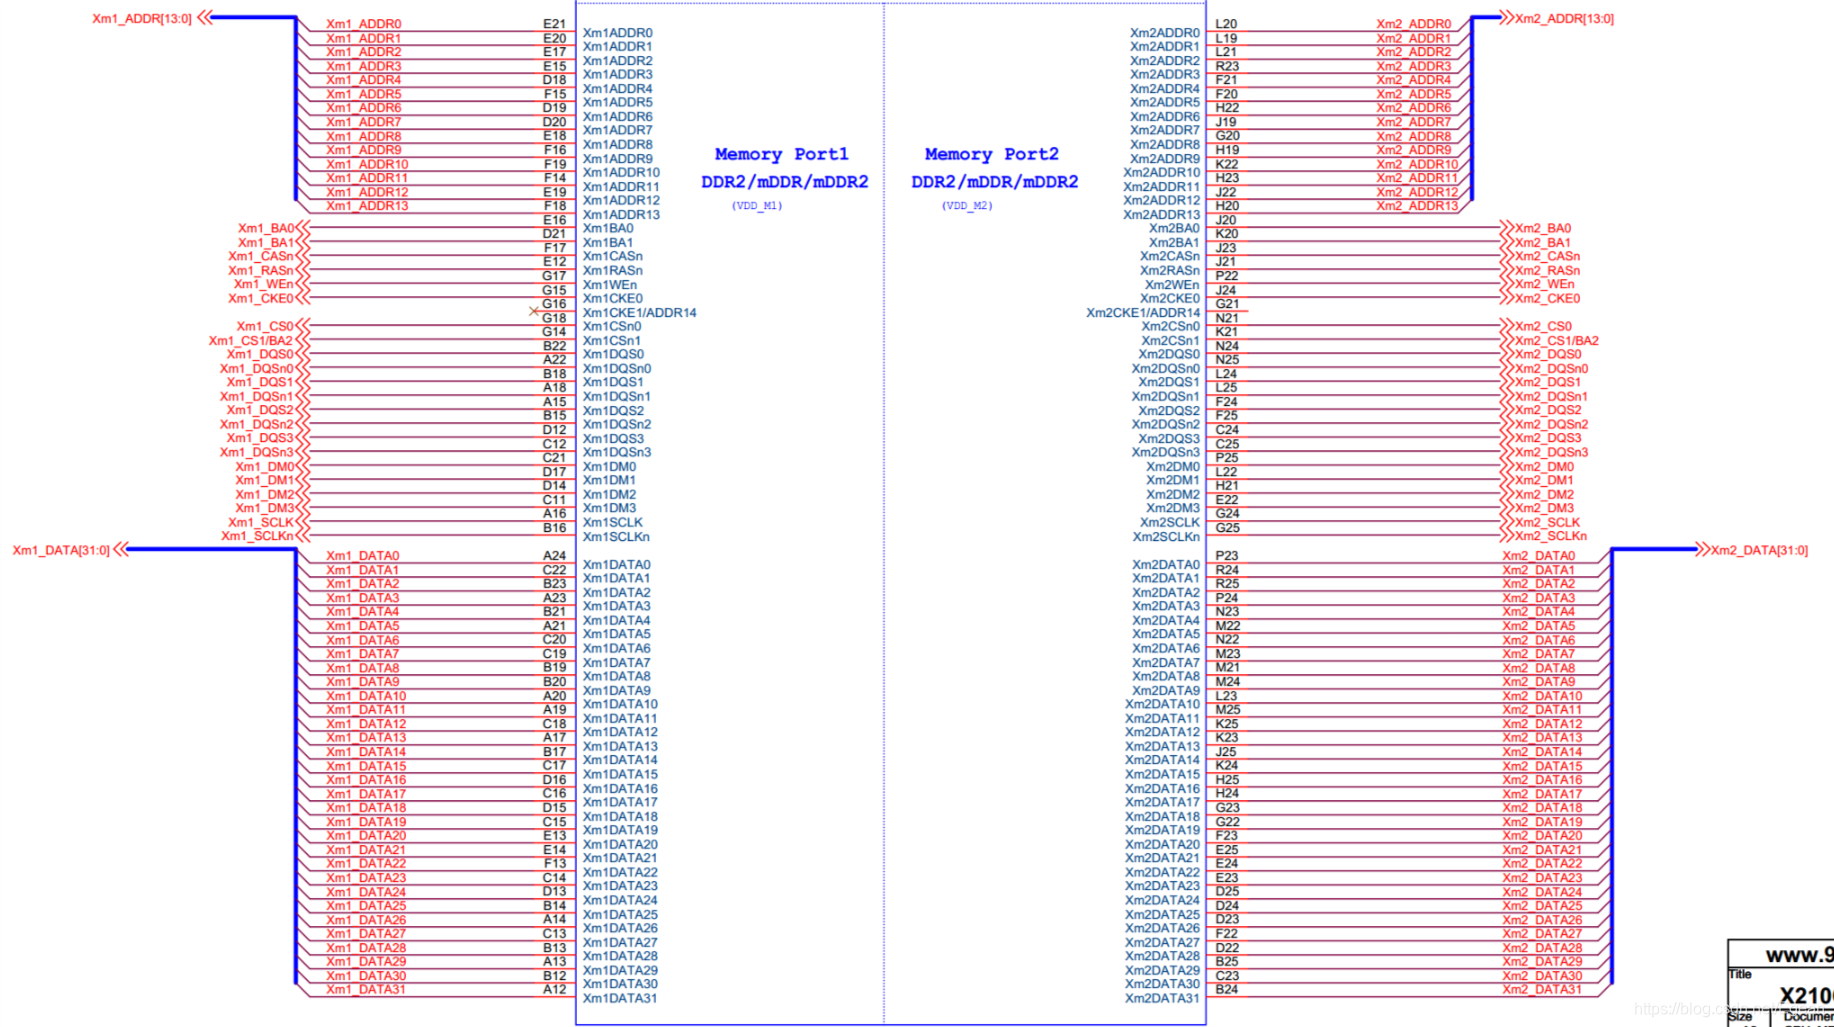 Xm1_ADDR[13:0] Xm2_ADDR[13:0]
Xm1_ADDR0 E21 Xm1ADDR0 Xm2ADDR0 L20 Xm2_ADDR0
Xm1_ADDR1 E20 Xm1ADDR1 Xm2ADDR1 L19 Xm2_ADDR1
Xm1_ADDR2 E17 Xm1ADDR2 Xm2ADDR2 L21 Xm2_ADDR2
Xm1_ADDR3 E15 Xm1ADDR3 Xm2ADDR3 R23 Xm2_ADDR3
Xm1_ADDR4 D18 Xm1ADDR4 Xm2ADDR4 F21 Xm2_ADDR4
Xm1_ADDR5 F15 Xm1ADDR5 Xm2ADDR5 F20 Xm2_ADDR5
Xm1_ADDR6 D19 Xm1ADDR6 Xm2ADDR6 H22 Xm2_ADDR6
Xm1_ADDR7 D20 Xm1ADDR7 Xm2ADDR7 J19 Xm2_ADDR7
Xm1_ADDR8 E18 Xm1ADDR8 Xm2ADDR8 G20 Xm2_ADDR8
Xm1_ADDR9 F16 Xm1ADDR9 Xm2ADDR9 H19 Xm2_ADDR9
Xm1_ADDR10 F19 Xm1ADDR10 Xm2ADDR10 K22 Xm2_ADDR10
Xm1_ADDR11 F14 Xm1ADDR11 Xm2ADDR11 H23 Xm2_ADDR11
Xm1_ADDR12 E19 Xm1ADDR12 Xm2ADDR12 J22 Xm2_ADDR12
Xm1_ADDR13 F18 Xm1ADDR13 Xm2ADDR13 H20 Xm2_ADDR13
Memory Port1 Memory Port2
DDR2/mDDR/mDDR2 DDR2/mDDR/mDDR2
(VDD_M1) (VDD_M2)
Xm1_BA0 E16 Xm1BA0 Xm2BA0 J20 Xm2_BA0
Xm1_BA1 D21 Xm1BA1 Xm2BA1 K20 Xm2_BA1
Xm1_CASn F17 Xm1CASn Xm2CASn J23 Xm2_CASn
Xm1_RASn E12 Xm1RASn Xm2RASn J21 Xm2_RASn
Xm1_WEn G17 Xm1WEn Xm2WEn P22 Xm2_WEn
Xm1_CKE0 G15 Xm1CKE0 Xm2CKE0 J24 Xm2_CKE0
G16 Xm1CKE1/ADDR14 Xm2CKE1/ADDR14 G21
Xm1_CS0 G18 Xm1CSn0 Xm2CSn0 N21 Xm2_CS0
Xm1_CS1/BA2 G14 Xm1CSn1 Xm2CSn1 K21 Xm2_CS1/BA2
Xm1_DQS0 B22 Xm1DQS0 Xm2DQS0 N24 Xm2_DQS0
Xm1_DQSn0 A22 Xm1DQSn0 Xm2DQSn0 N25 Xm2_DQSn0
Xm1_DQS1 B18 Xm1DQS1 Xm2DQS1 L24 Xm2_DQS1
Xm1_DQSn1 A18 Xm1DQSn1 Xm2DQSn1 L25 Xm2_DQSn1
Xm1_DQS2 A15 Xm1DQS2 Xm2DQS2 F24 Xm2_DQS2
Xm1_DQSn2 B15 Xm1DQSn2 Xm2DQSn2 F25 Xm2_DQSn2
Xm1_DQS3 D12 Xm1DQS3 Xm2DQS3 C24 Xm2_DQS3
Xm1_DQSn3 C12 Xm1DQSn3 Xm2DQSn3 C25 Xm2_DQSn3
Xm1_DM0 C21 Xm1DM0 Xm2DM0 P25 Xm2_DM0
Xm1_DM1 D17 Xm1DM1 Xm2DM1 L22 Xm2_DM1
Xm1_DM2 D14 Xm1DM2 Xm2DM2 H21 Xm2_DM2
Xm1_DM3 C11 Xm1DM3 Xm2DM3 E22 Xm2_DM3
Xm1_SCLK A16 Xm1SCLK Xm2SCLK G24 Xm2_SCLK
Xm1_SCLKn B16 Xm1SCLKn Xm2SCLKn G25 Xm2_SCLKn
Xm1_DATA[31:0] Xm2_DATA[31:0]
Xm1_DATA0 A24 Xm1DATA0 Xm2DATA0 P23 Xm2_DATA0
Xm1_DATA1 C22 Xm1DATA1 Xm2DATA1 R24 Xm2_DATA1
Xm1_DATA2 B23 Xm1DATA2 Xm2DATA2 R25 Xm2_DATA2
Xm1_DATA3 A23 Xm1DATA3 Xm2DATA3 P24 Xm2_DATA3
Xm1_DATA4 B21 Xm1DATA4 Xm2DATA4 N23 Xm2_DATA4
Xm1_DATA5 A21 Xm1DATA5 Xm2DATA5 M22 Xm2_DATA5
Xm1_DATA6 C20 Xm1DATA6 Xm2DATA6 N22 Xm2_DATA6
Xm1_DATA7 C19 Xm1DATA7 Xm2DATA7 M23 Xm2_DATA7
Xm1_DATA8 B19 Xm1DATA8 Xm2DATA8 M21 Xm2_DATA8
Xm1_DATA9 B20 Xm1DATA9 Xm2DATA9 M24 Xm2_DATA9
Xm1_DATA10 A20 Xm1DATA10 Xm2DATA10 L23 Xm2_DATA10
Xm1_DATA11 A19 Xm1DATA11 Xm2DATA11 M25 Xm2_DATA11
Xm1_DATA12 C18 Xm1DATA12 Xm2DATA12 K25 Xm2_DATA12
Xm1_DATA13 A17 Xm1DATA13 Xm2DATA13 K23 Xm2_DATA13
Xm1_DATA14 B17 Xm1DATA14 Xm2DATA14 J25 Xm2_DATA14
Xm1_DATA15 C17 Xm1DATA15 Xm2DATA15 K24 Xm2_DATA15
Xm1_DATA16 D16 Xm1DATA16 Xm2DATA16 H25 Xm2_DATA16
Xm1_DATA17 C16 Xm1DATA17 Xm2DATA17 H24 Xm2_DATA17
Xm1_DATA18 D15 Xm1DATA18 Xm2DATA18 G23 Xm2_DATA18
Xm1_DATA19 C15 Xm1DATA19 Xm2DATA19 G22 Xm2_DATA19
Xm1_DATA20 E13 Xm1DATA20 Xm2DATA20 F23 Xm2_DATA20
Xm1_DATA21 E14 Xm1DATA21 Xm2DATA21 E25 Xm2_DATA21
Xm1_DATA22 F13 Xm1DATA22 Xm2DATA22 E24 Xm2_DATA22
Xm1_DATA23 C14 Xm1DATA23 Xm2DATA23 E23 Xm2_DATA23
Xm1_DATA24 D13 Xm1DATA24 Xm2DATA24 D25 Xm2_DATA24
Xm1_DATA25 B14 Xm1DATA25 Xm2DATA25 D24 Xm2_DATA25
Xm1_DATA26 A14 Xm1DATA26 Xm2DATA26 D23 Xm2_DATA26
Xm1_DATA27 C13 Xm1DATA27 Xm2DATA27 F22 Xm2_DATA27
Xm1_DATA28 B13 Xm1DATA28 Xm2DATA28 D22 Xm2_DATA28
Xm1_DATA29 A13 Xm1DATA29 Xm2DATA29 B25 Xm2_DATA29
Xm1_DATA30 B12 Xm1DATA30 Xm2DATA30 C23 Xm2_DATA30
Xm1_DATA31 A12 Xm1DATA31 Xm2DATA31 B24 Xm2_DATA31
www.9
Title
X210
Size Documen